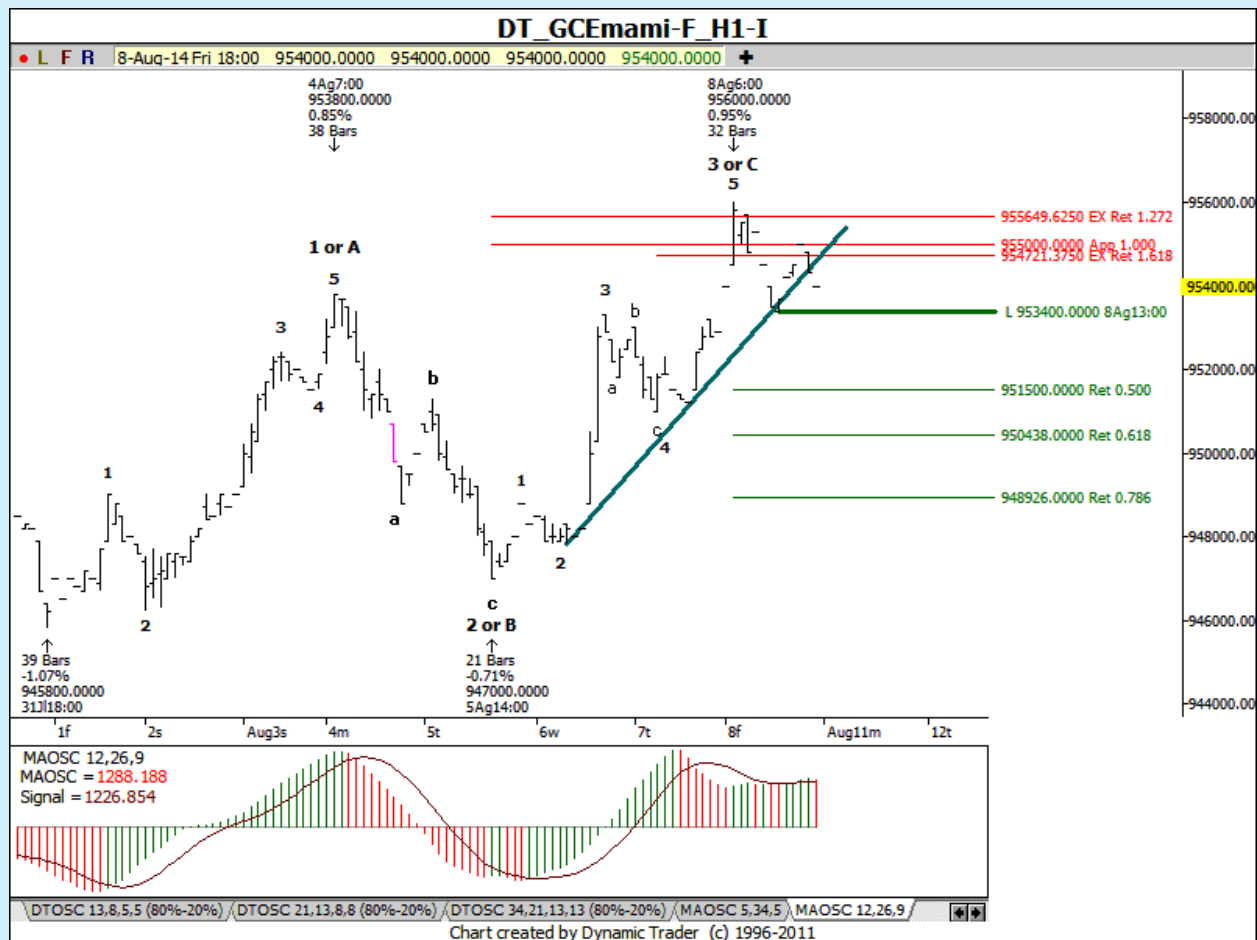 DT_GCEmami-F_H1-I
L F R 8-Aug-14 Fri 18:00 954000.0000 954000.0000 954000.0000 954000.0000
4Ag7:00
953800.0000
0.85%
38 Bars
8Ag6:00
956000.0000
0.95%
32 Bars
3 or C
5
1 or A
5
3
4
1
2
a
b
c
2 or B
1
2
3
a
b
c
4
39 Bars
-1.07%
945800.0000
31Jl18:00
21 Bars
-0.71%
947000.0000
5Ag14:00
955649.6250 EX Ret 1.272
955000.0000 App 1.000
954721.3750 EX Ret 1.618
L 953400.0000 8Ag13:00
951500.0000 Ret 0.500
950438.0000 Ret 0.618
948926.0000 Ret 0.786
958000.00
956000.00
954000.00
952000.00
950000.00
948000.00
946000.00
944000.00
1f 2s Aug3s 4m 5t 6w 7t 8f Aug11m 12t
MAOSC 12,26,9
MAOSC = 1288.188
Signal = 1226.854
DTOSC 13,8,5,5 (80%-20%) DTOSC 21,13,8,8 (80%-20%) DTOSC 34,21,13,13 (80%-20%) MAOSC 5,34,5 MAOSC 12,26,9
Chart created by Dynamic Trader (c) 1996-2011